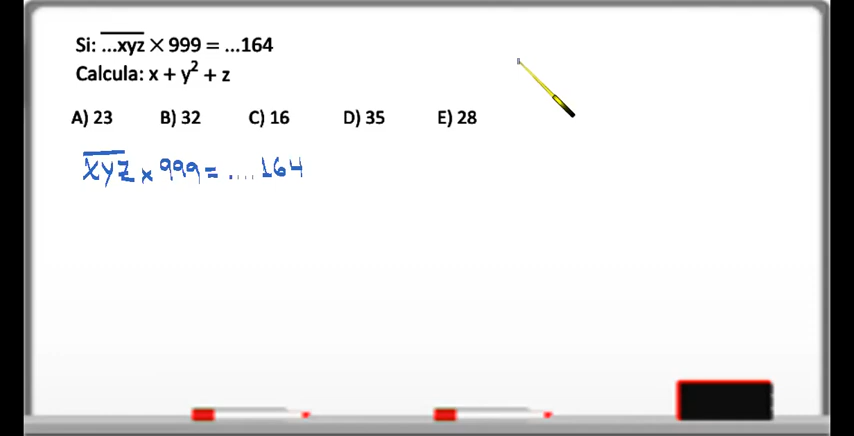 Si: ...xyz × 999 = ...164
Calcula: x + y² + z
A) 23 B) 32 C) 16 D) 35 E) 28
xyz × 999 = ....164